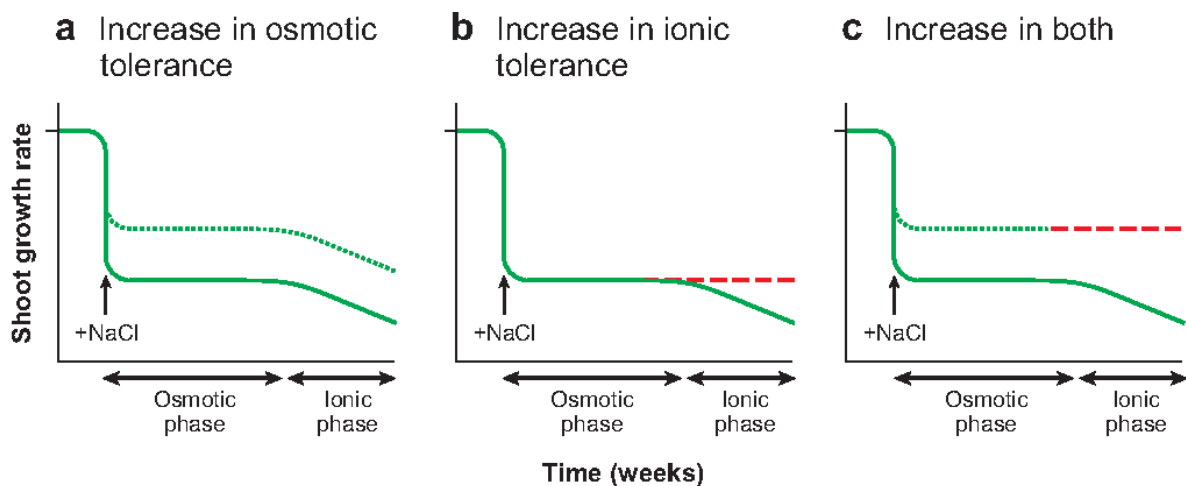 a Increase in osmotic
tolerance
b Increase in ionic
tolerance
c Increase in both
Shoot growth rate
+NaCl
+NaCl
+NaCl
Osmotic
phase
Ionic
phase
Osmotic
phase
Ionic
phase
Osmotic
phase
Ionic
phase
Time (weeks)